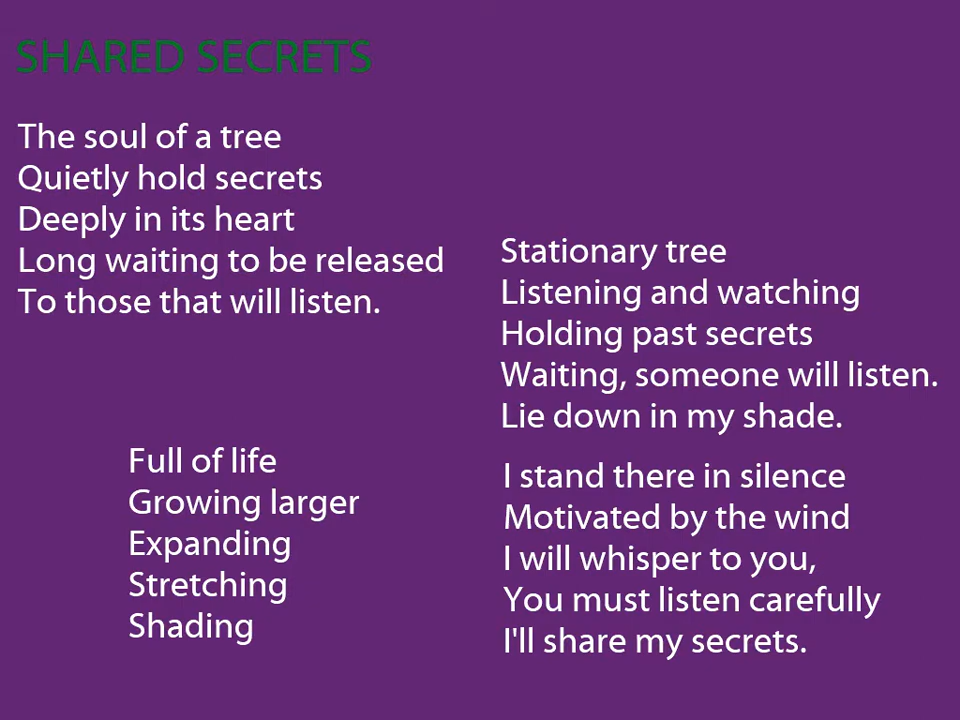 SHARED SECRETS
The soul of a tree
Quietly hold secrets
Deeply in its heart
Long waiting to be released
To those that will listen.
Stationary tree
Listening and watching
Holding past secrets
Waiting, someone will listen.
Lie down in my shade.
Full of life
Growing larger
Expanding
Stretching
Shading
I stand there in silence
Motivated by the wind
I will whisper to you,
You must listen carefully
I'll share my secrets.